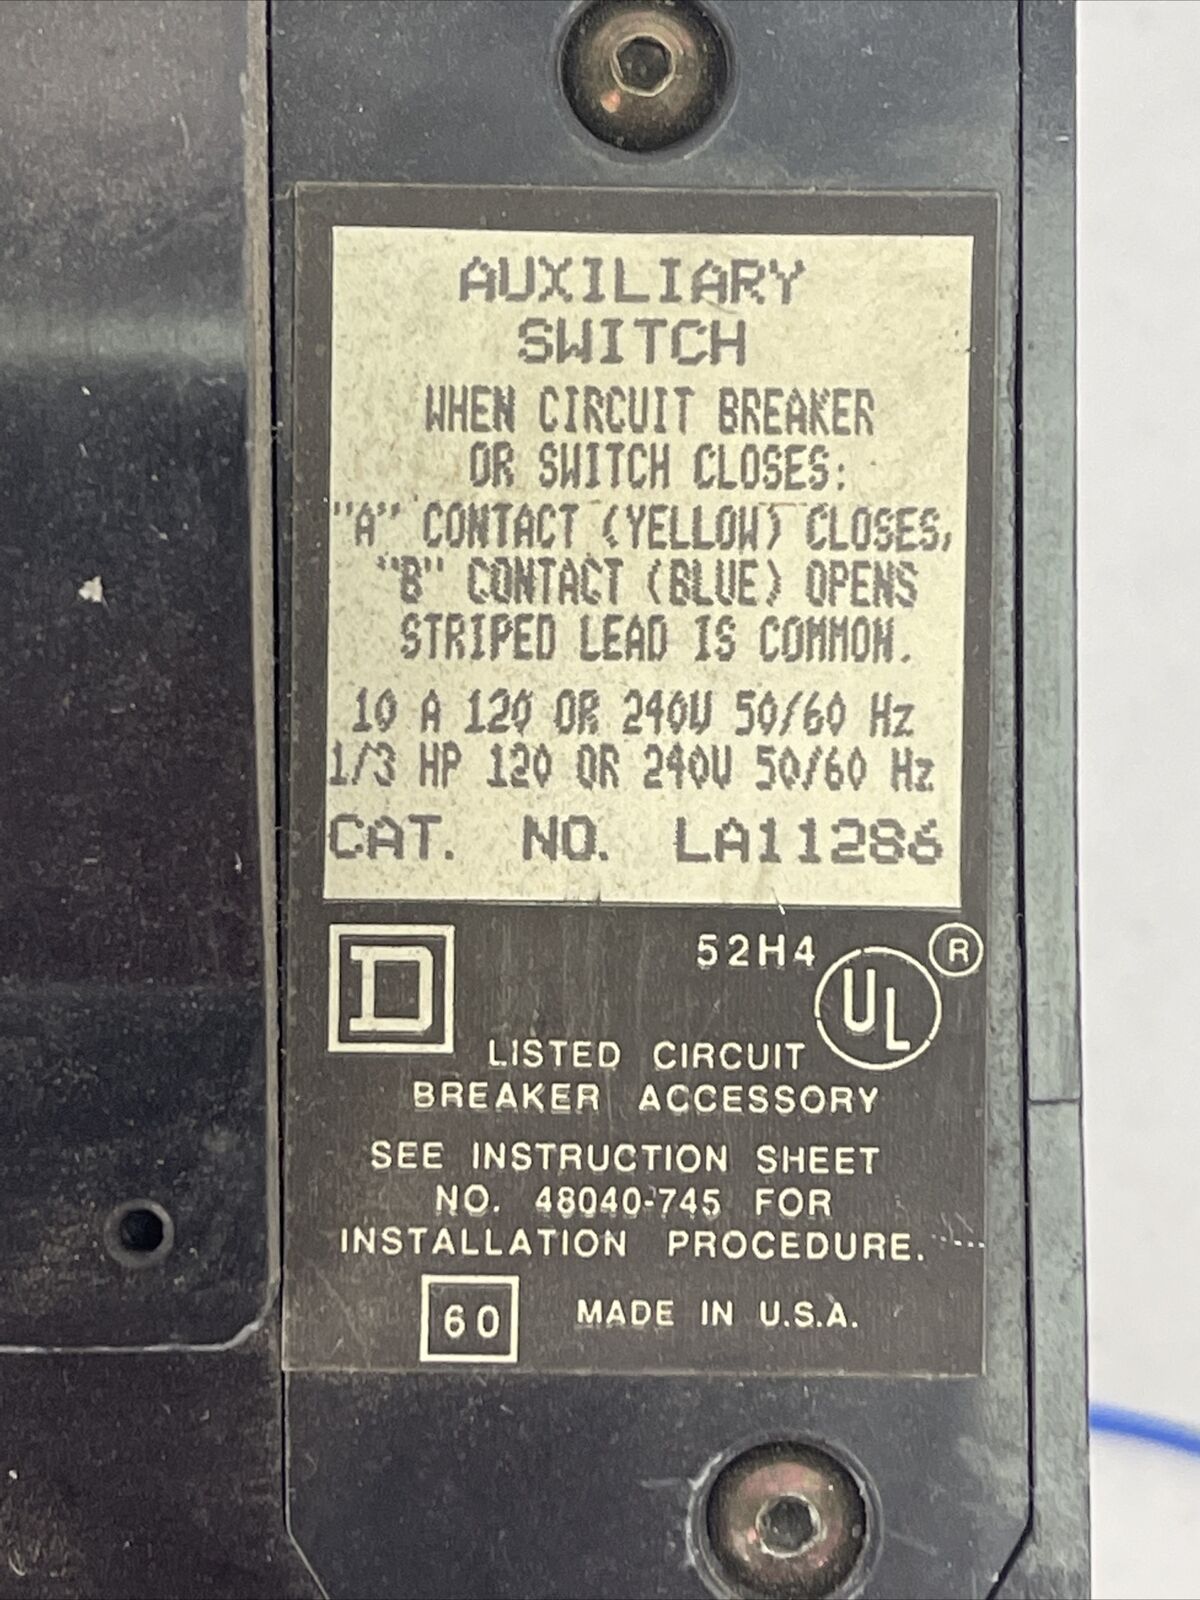 AUXILIARY
SWITCH
WHEN CIRCUIT BREAKER
OR SWITCH CLOSES:
"A" CONTACT (YELLOW) CLOSES,
"B" CONTACT (BLUE) OPENS
STRIPED LEAD IS COMMON.
10 A 120 OR 240V 50/60 Hz
1/3 HP 120 OR 240V 50/60 Hz
CAT. NO. LA11286
D
52H4
UL ®
LISTED CIRCUIT
BREAKER ACCESSORY
SEE INSTRUCTION SHEET
NO. 48040-745 FOR
INSTALLATION PROCEDURE.
60 MADE IN U.S.A.